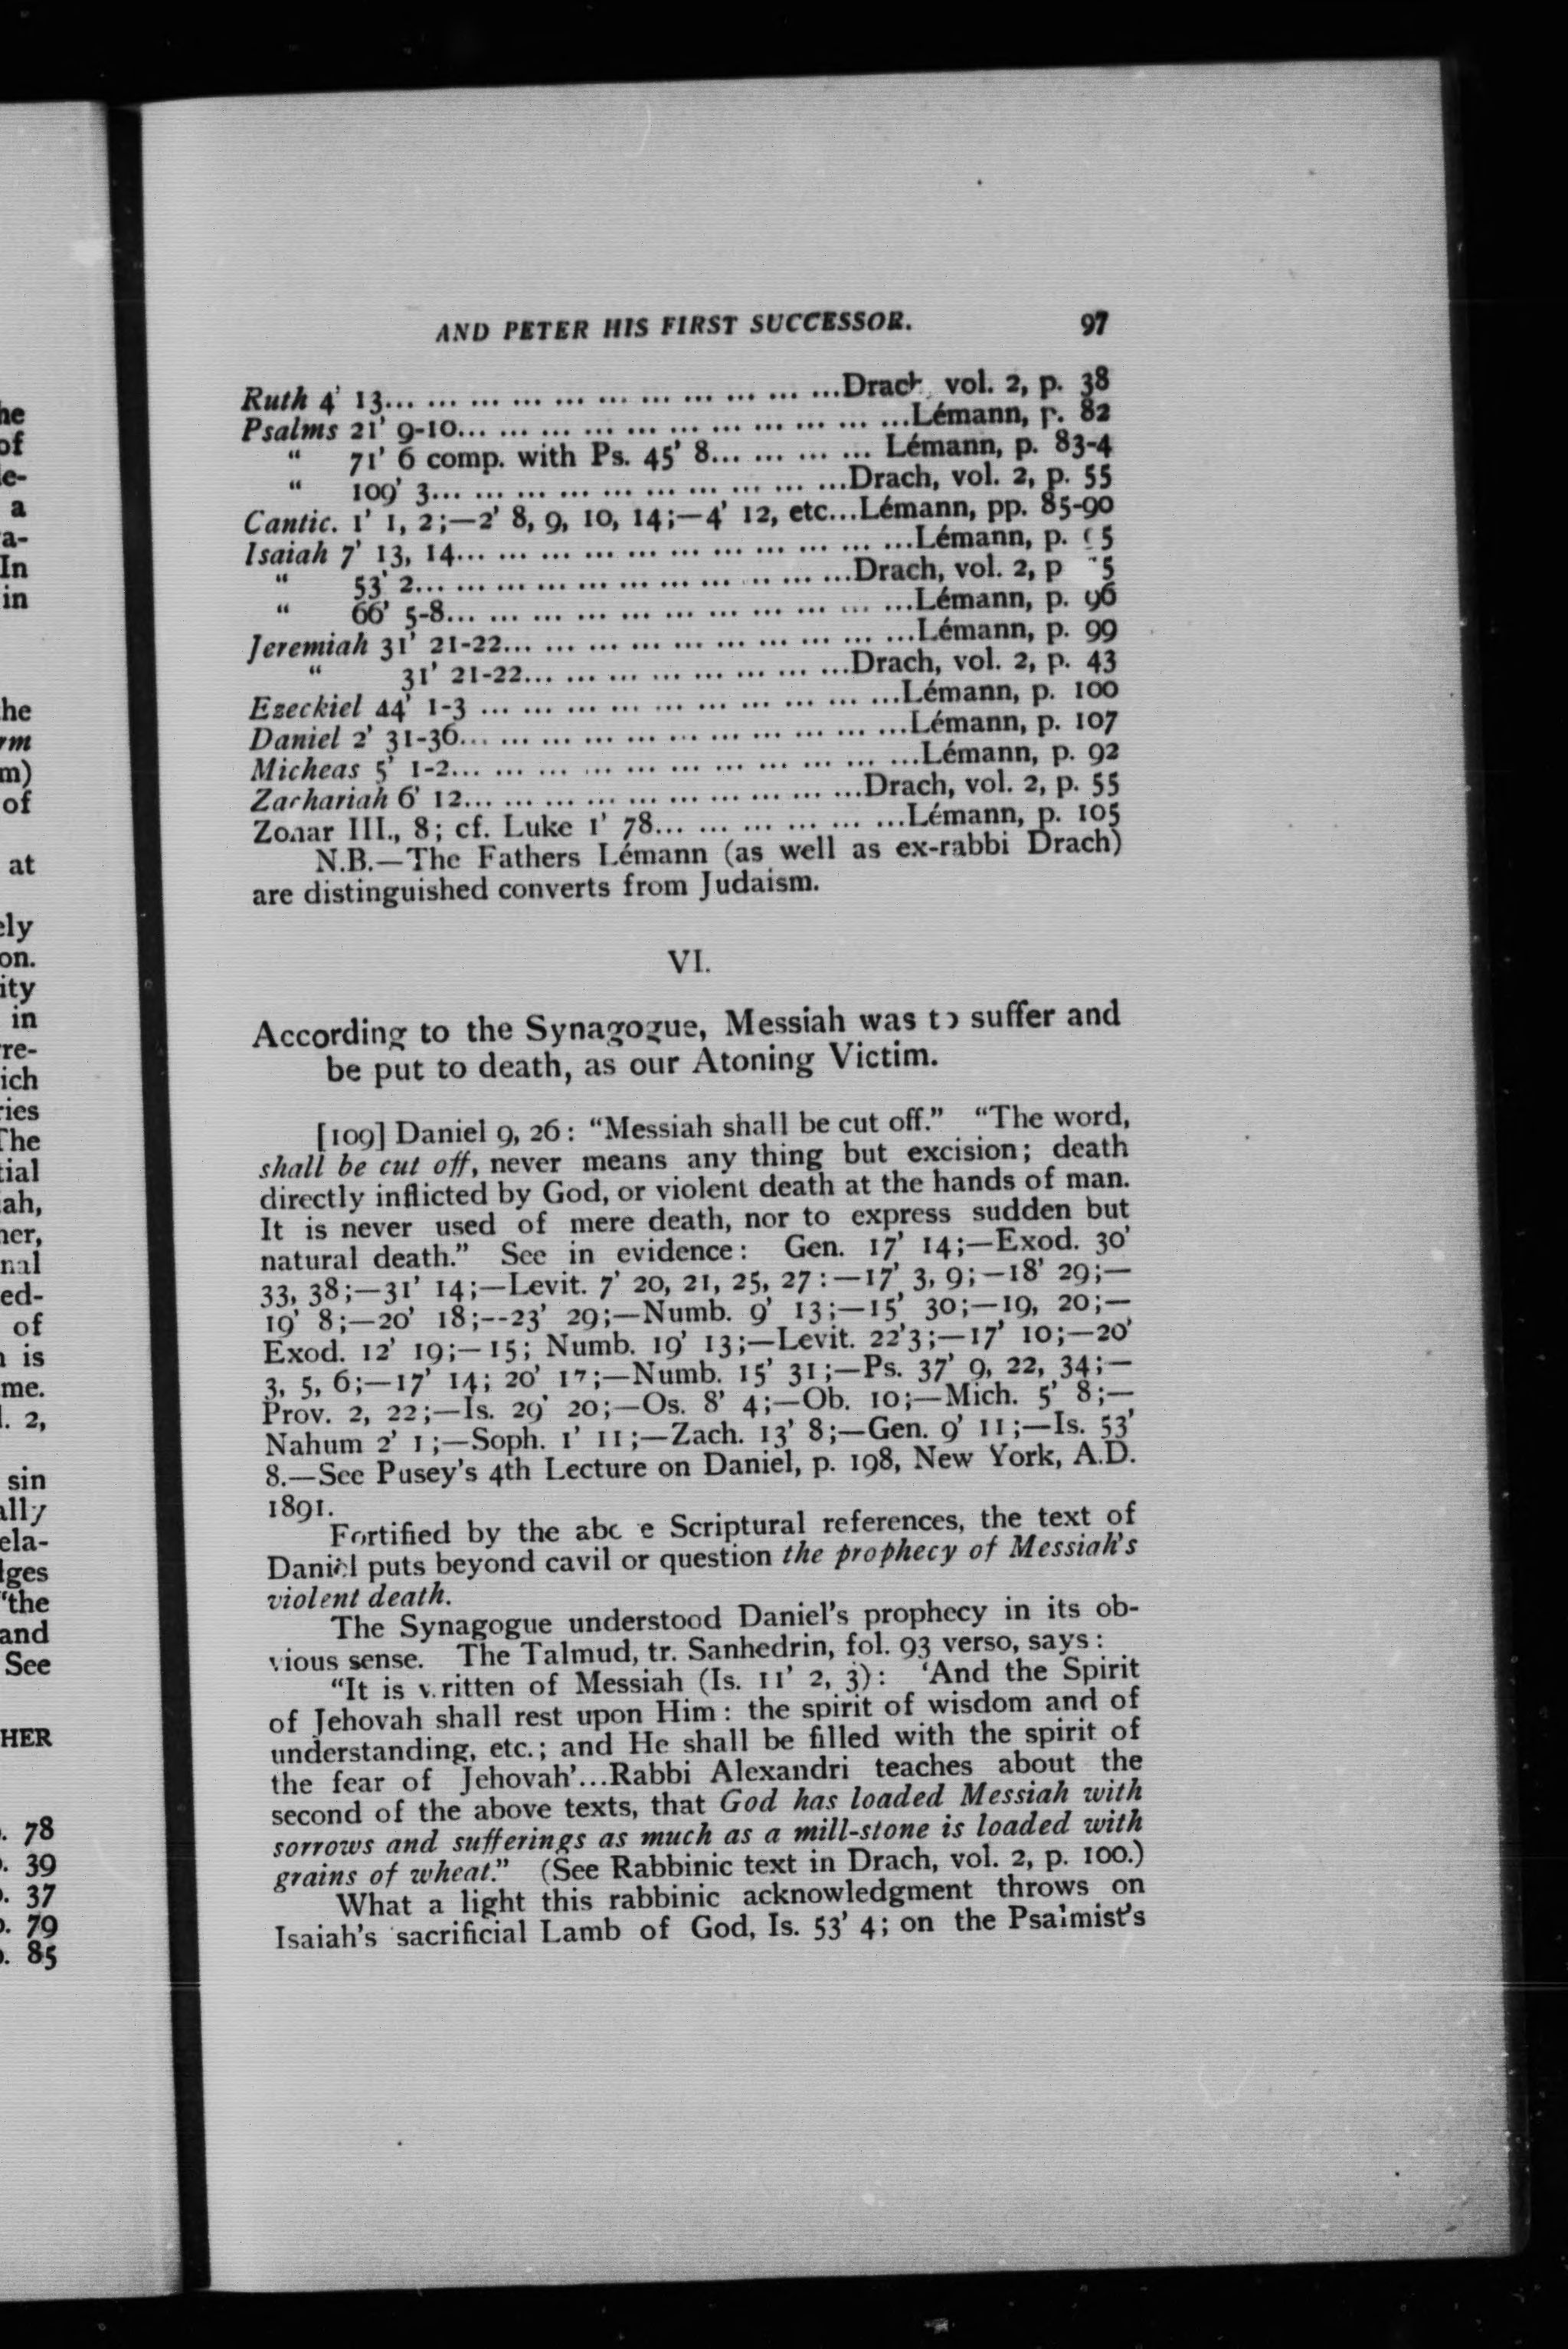 AND PETER HIS FIRST SUCCESSOR. 97
Ruth 4' 13... ... ... ... ... ... ... ... ... ... ...Drach, vol. 2, p. 38
Psalms 21' 9-10... ... ... ... ... ... ... ... ... ... ...Lémann, p. 82
" 71' 6 comp. with Ps. 45' 8... ... ... ... Lémann, p. 83-4
" 109' 3... ... ... ... ... ... ... ... ... ...Drach, vol. 2, p. 55
Cantic. 1' 1, 2;—2' 8, 9, 10, 14;—4' 12, etc...Lémann, pp. 85-90
Isaiah 7' 13, 14... ... ... ... ... ... ... ... ... ... ...Lémann, p. 5
" 53' 2... ... ... ... ... ... ... ... ... ... ...Drach, vol. 2, p 5
" 66' 5-8... ... ... ... ... ... ... ... ... ... ...Lémann, p. 96
Jeremiah 31' 21-22... ... ... ... ... ... ... ... ... ...Lémann, p. 99
" 31' 21-22... ... ... ... ... ... ... ...Drach, vol. 2, p. 43
Ezeckiel 44' 1-3 ... ... ... ... ... ... ... ... ... ...Lémann, p. 100
Daniel 2' 31-36... ... ... ... ... ... ... ... ... ... ...Lémann, p. 107
Micheas 5' 1-2... ... ... ... ... ... ... ... ... ... ...Lémann, p. 92
Zachariah 6' 12... ... ... ... ... ... ... ... ... ...Drach, vol. 2, p. 55
Zonar III., 8; cf. Luke 1' 78... ... ... ... ... ...Lémann, p. 105
N.B.—The Fathers Lémann (as well as ex-rabbi Drach)
are distinguished converts from Judaism.
VI.
According to the Synagogue, Messiah was to suffer and
be put to death, as our Atoning Victim.
[109] Daniel 9, 26: “Messiah shall be cut off.” “The word,
shall be cut off, never means any thing but excision; death
directly inflicted by God, or violent death at the hands of man.
It is never used of mere death, nor to express sudden but
natural death.” See in evidence: Gen. 17' 14;—Exod. 30'
33, 38;—31' 14;—Levit. 7' 20, 21, 25, 27:—17' 3, 9;—18' 29;—
19' 8;—20' 18;--23' 29;—Numb. 9' 13;—15' 30;—19, 20;—
Exod. 12' 19;—15; Numb. 19' 13;—Levit. 22'3;—17' 10;—20'
3, 5, 6;—17' 14; 20' 17;—Numb. 15' 31;—Ps. 37' 9, 22, 34;—
Prov. 2, 22;—Is. 29' 20;—Os. 8' 4;—Ob. 10;—Mich. 5' 8;—
Nahum 2' 1;—Soph. 1' 11;—Zach. 13' 8;—Gen. 9' 11;—Is. 53'
8.—See Pusey's 4th Lecture on Daniel, p. 198, New York, A.D.
1891.
Fortified by the abc e Scriptural references, the text of
Daniel puts beyond cavil or question the prophecy of Messiah's
violent death.
The Synagogue understood Daniel's prophecy in its ob-
vious sense. The Talmud, tr. Sanhedrin, fol. 93 verso, says:
“It is written of Messiah (Is. 11' 2, 3): ‘And the Spirit
of Jehovah shall rest upon Him: the spirit of wisdom and of
understanding, etc.; and He shall be filled with the spirit of
the fear of Jehovah’...Rabbi Alexandri teaches about the
second of the above texts, that God has loaded Messiah with
sorrows and sufferings as much as a mill-stone is loaded with
grains of wheat.” (See Rabbinic text in Drach, vol. 2, p. 100.)
What a light this rabbinic acknowledgment throws on
Isaiah's sacrificial Lamb of God, Is. 53' 4; on the Psalmist's